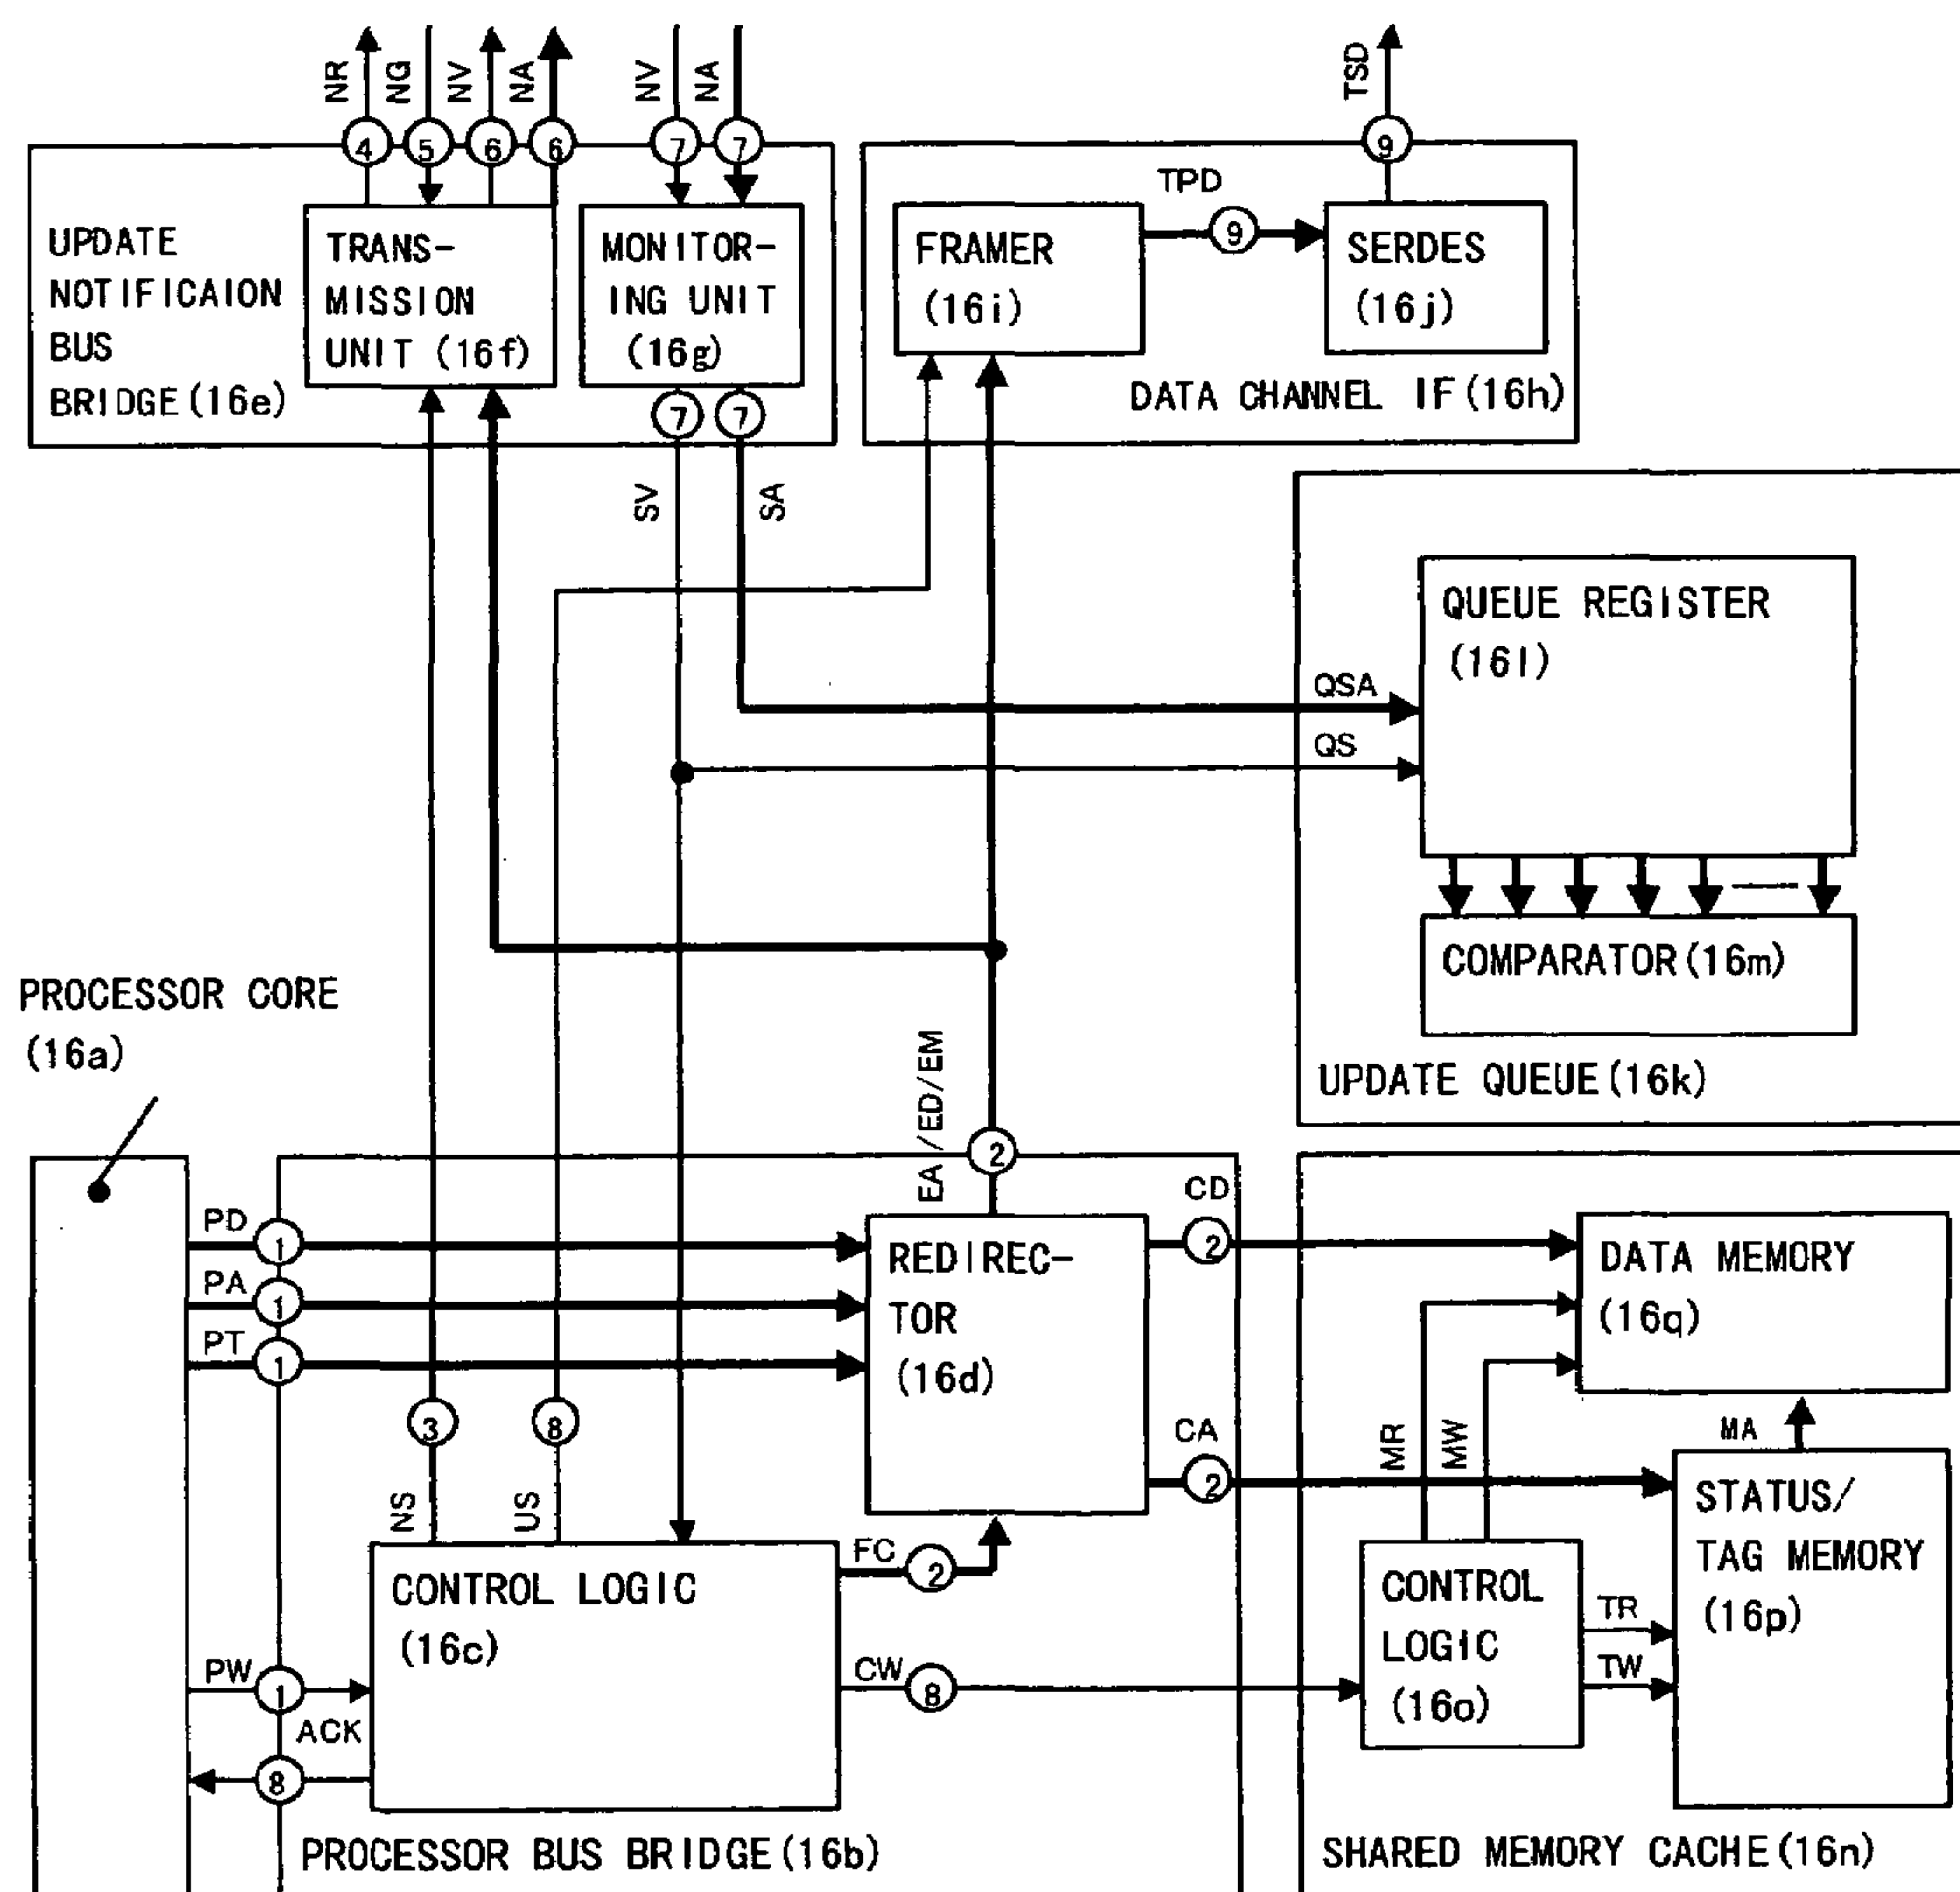 NR
NG
NV
NA
NV
NA
TSD
4
5
6
6
7
7
9
UPDATE
NOTIFICAION
BUS
BRIDGE(16e)
TRANS-
MISSION
UNIT (16f)
MONITOR-
ING UNIT
(16g)
7
7
FRAMER
(16i)
TPD
9
SERDES
(16j)
DATA CHANNEL IF(16h)
SV
SA
QUEUE REGISTER
(16l)
QSA
QS
COMPARATOR(16m)
UPDATE QUEUE(16k)
PROCESSOR CORE
(16a)
EA/ED/EM
2
PD
1
PA
1
PT
1
REDIREC-
TOR
(16d)
CD
2
CA
2
DATA MEMORY
(16q)
MR
MW
MA
STATUS/
TAG MEMORY
(16p)
3
8
NS
US
CONTROL LOGIC
(16c)
FC
2
CW
8
CONTROL
LOGIC
(16o)
TR
TW
PW
1
ACK
8
PROCESSOR BUS BRIDGE(16b)
SHARED MEMORY CACHE(16n)